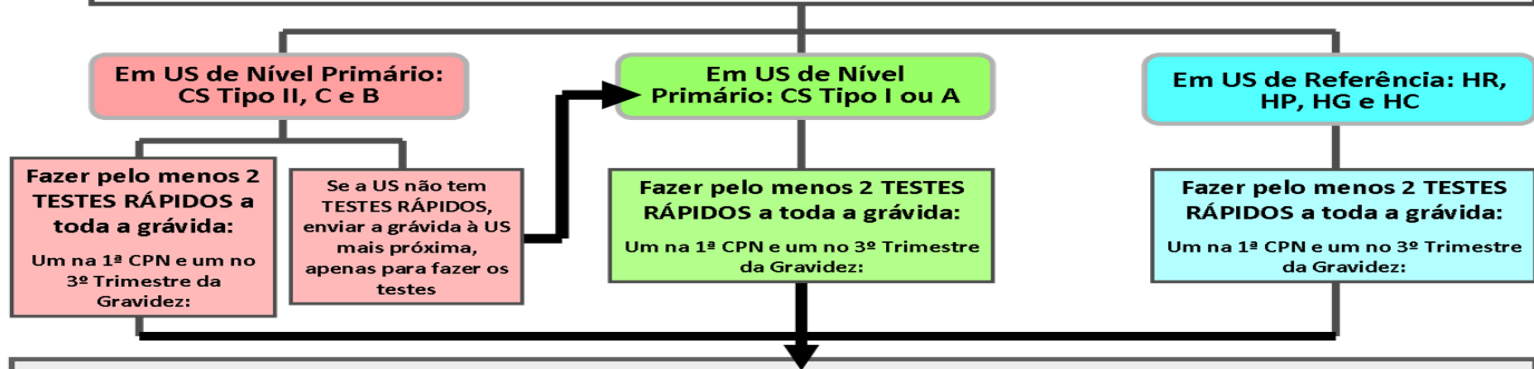 Em US de Nível Primário:
CS Tipo II, C e B
Em US de Nível
Primário: CS Tipo I ou A
Em US de Referência: HR,
HP, HG e HC
Fazer pelo menos 2
TESTES RÁPIDOS a
toda a grávida:
Um na 1ª CPN e um no
3º Trimestre da
Gravidez:
Se a US não tem
TESTES RÁPIDOS,
enviar a grávida à US
mais próxima,
apenas para fazer os
testes
Fazer pelo menos 2 TESTES
RÁPIDOS a toda a grávida:
Um na 1ª CPN e um no 3º Trimestre
da Gravidez:
Fazer pelo menos 2 TESTES
RÁPIDOS a toda a grávida:
Um na 1ª CPN e um no 3º Trimestre
da Gravidez: